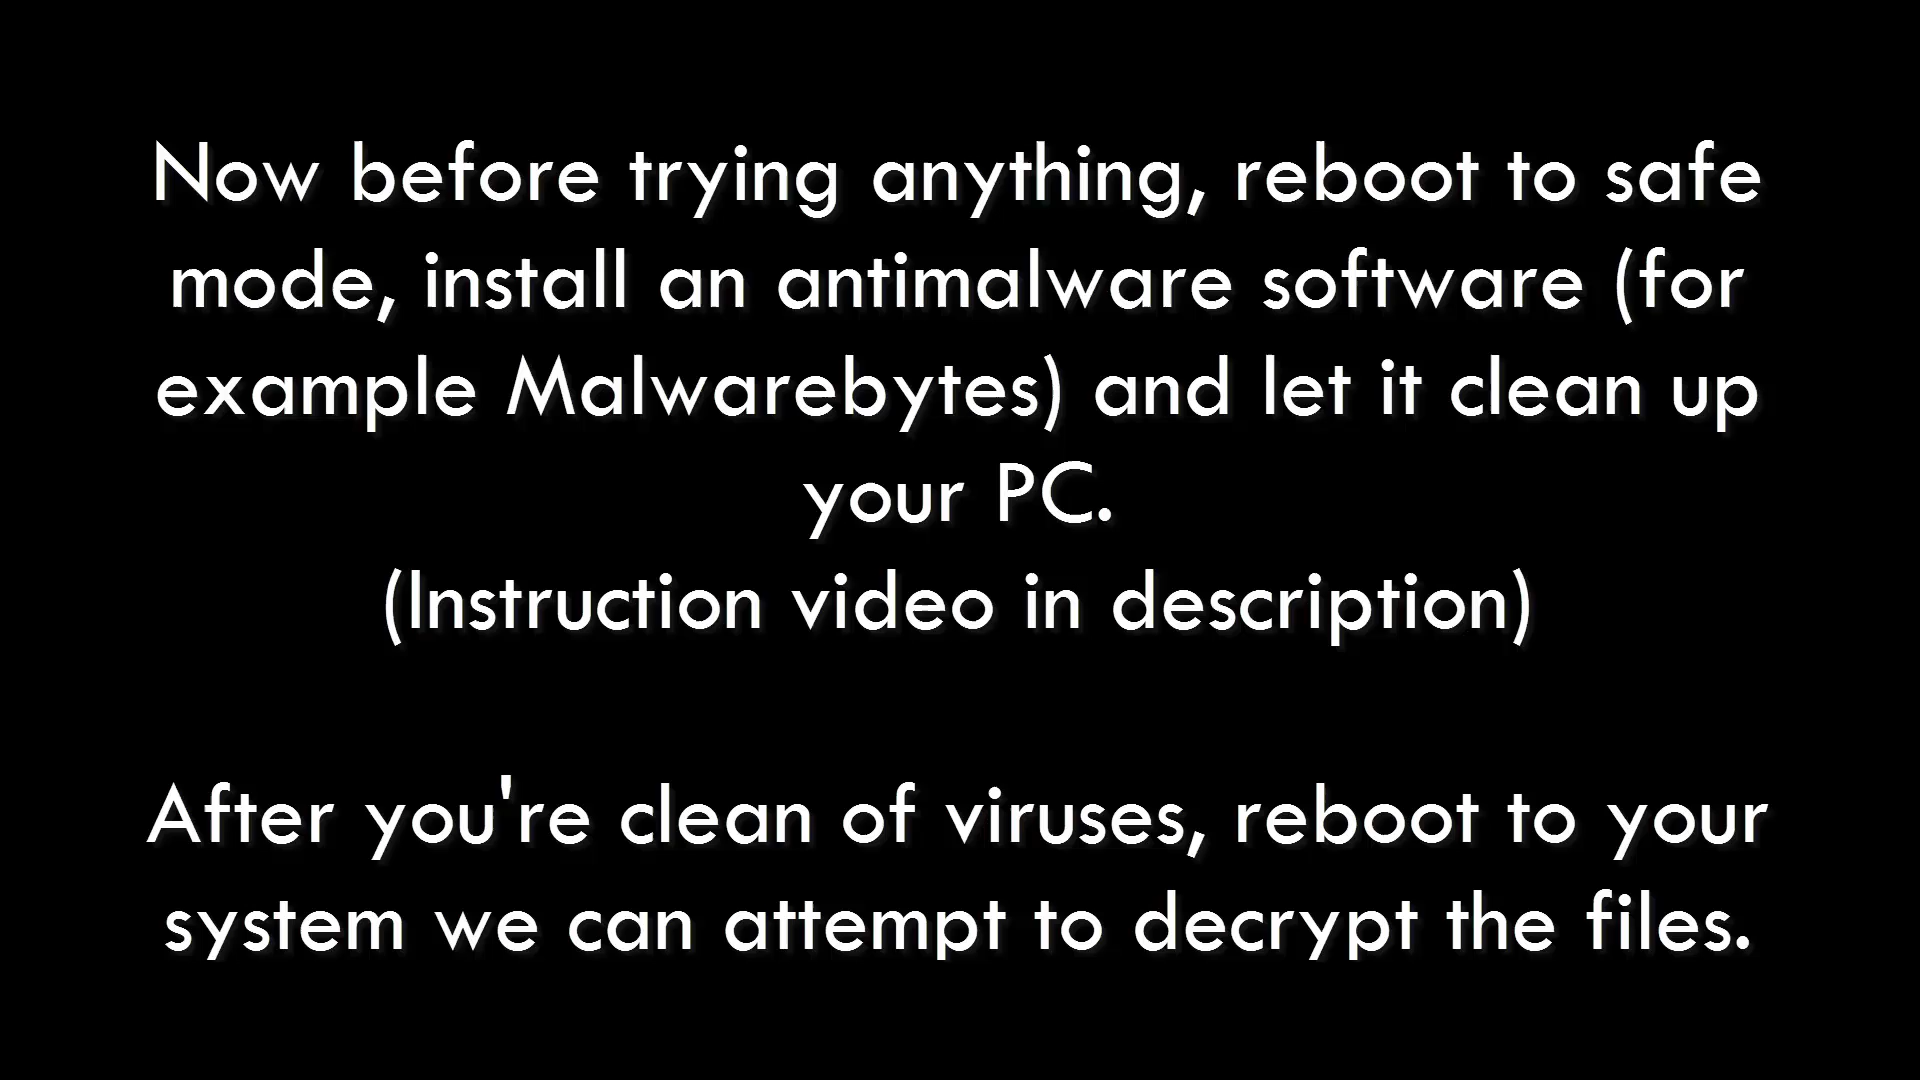 Now before trying anything, reboot to safe
mode, install an antimalware software (for
example Malwarebytes) and let it clean up
your PC.
(Instruction video in description)
After you're clean of viruses, reboot to your
system we can attempt to decrypt the files.